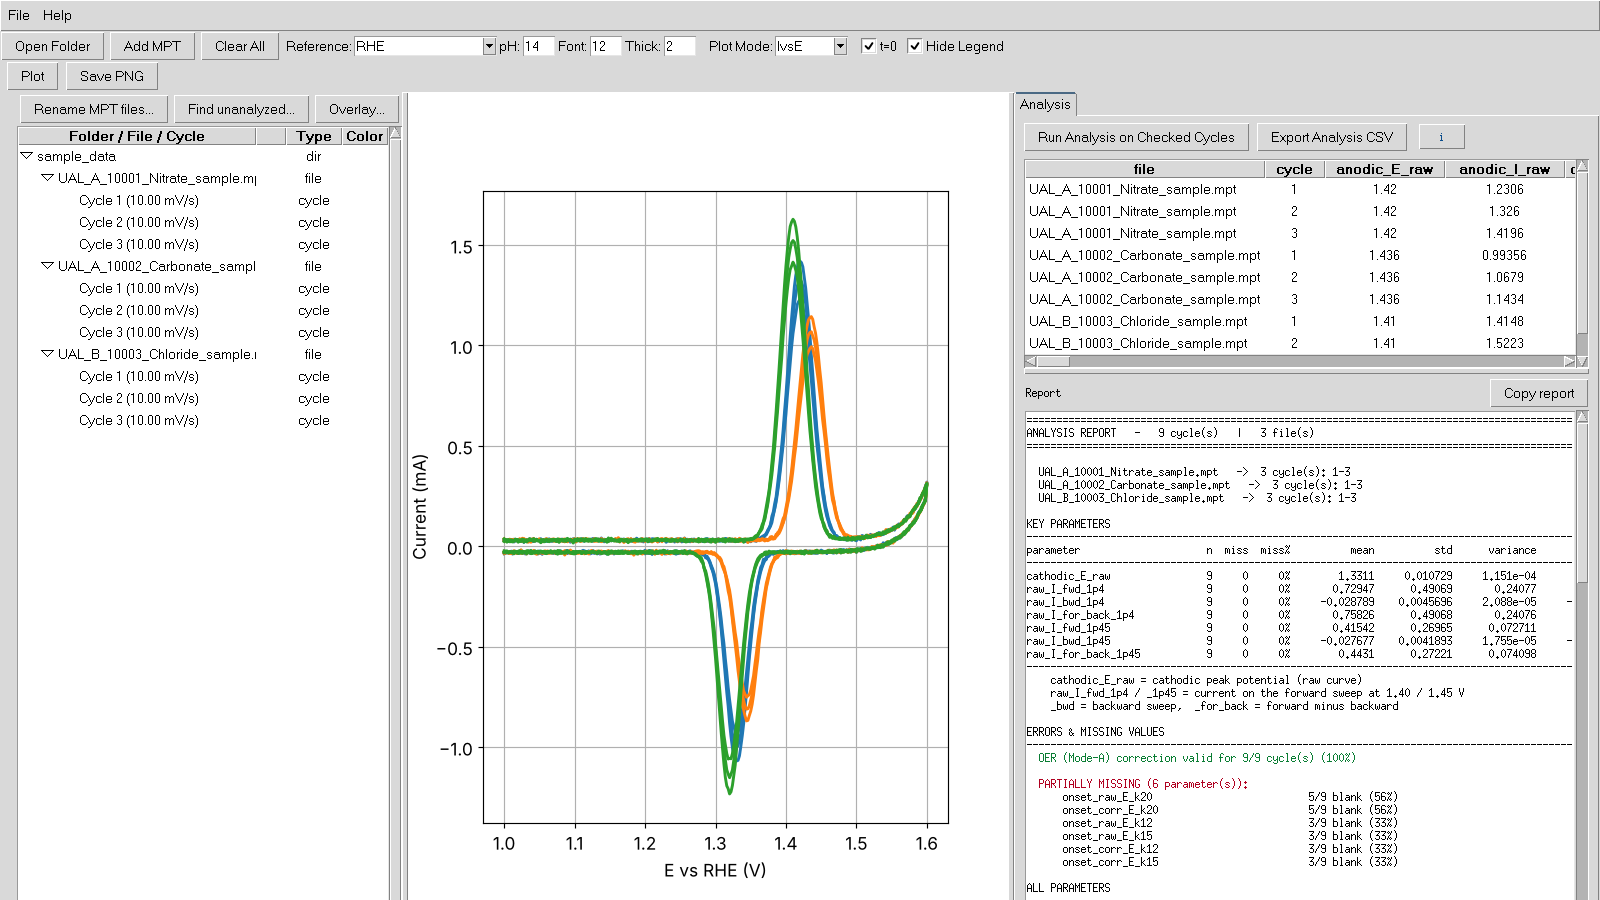 File Help
Open Folder Add MPT Clear All Reference: RHE pH: 14 Font: 12 Thick: 2 Plot Mode: IvsE t=0 Hide Legend
Plot Save PNG
Rename MPT files... Find unanalyzed... Overlay...
Folder / File / Cycle Type Color
sample_data dir
UAL_A_10001_Nitrate_sample.mp file
Cycle 1 (10.00 mV/s) cycle
Cycle 2 (10.00 mV/s) cycle
Cycle 3 (10.00 mV/s) cycle
UAL_A_10002_Carbonate_sampl file
Cycle 1 (10.00 mV/s) cycle
Cycle 2 (10.00 mV/s) cycle
Cycle 3 (10.00 mV/s) cycle
UAL_B_10003_Chloride_sample.r file
Cycle 1 (10.00 mV/s) cycle
Cycle 2 (10.00 mV/s) cycle
Cycle 3 (10.00 mV/s) cycle
1.5
1.0
0.5
0.0
−0.5
−1.0
Current (mA)
1.0 1.1 1.2 1.3 1.4 1.5 1.6
E vs RHE (V)
Analysis
Run Analysis on Checked Cycles Export Analysis CSV i
file cycle anodic_E_raw anodic_I_raw c
UAL_A_10001_Nitrate_sample.mpt 1 1.42 1.2306
UAL_A_10001_Nitrate_sample.mpt 2 1.42 1.326
UAL_A_10001_Nitrate_sample.mpt 3 1.42 1.4196
UAL_A_10002_Carbonate_sample.mpt 1 1.436 0.99356
UAL_A_10002_Carbonate_sample.mpt 2 1.436 1.0679
UAL_A_10002_Carbonate_sample.mpt 3 1.436 1.1434
UAL_B_10003_Chloride_sample.mpt 1 1.41 1.4148
UAL_B_10003_Chloride_sample.mpt 2 1.41 1.5223
Report Copy report
ANALYSIS REPORT - 9 cycle(s) | 3 file(s)
UAL_A_10001_Nitrate_sample.mpt -> 3 cycle(s): 1-3
UAL_A_10002_Carbonate_sample.mpt -> 3 cycle(s): 1-3
UAL_B_10003_Chloride_sample.mpt -> 3 cycle(s): 1-3
KEY PARAMETERS
parameter n miss miss% mean std variance
cathodic_E_raw 9 0 0% 1.3311 0.010729 1.151e-04
raw_I_fwd_1p4 9 0 0% 0.72947 0.49069 0.24077
raw_I_bwd_1p4 9 0 0% -0.028789 0.0045696 2.088e-05 -
raw_I_for_back_1p4 9 0 0% 0.75826 0.49068 0.24076
raw_I_fwd_1p45 9 0 0% 0.41542 0.26965 0.072711
raw_I_bwd_1p45 9 0 0% -0.027677 0.0041893 1.755e-05 -
raw_I_for_back_1p45 9 0 0% 0.4431 0.27221 0.074098
cathodic_E_raw = cathodic peak potential (raw curve)
raw_I_fwd_1p4 / _1p45 = current on the forward sweep at 1.40 / 1.45 V
_bwd = backward sweep, _for_back = forward minus backward
ERRORS & MISSING VALUES
OER (Mode-A) correction valid for 9/9 cycle(s) (100%)
PARTIALLY MISSING (6 parameter(s)):
onset_raw_E_k20 5/9 blank (56%)
onset_corr_E_k20 5/9 blank (56%)
onset_raw_E_k12 3/9 blank (33%)
onset_raw_E_k15 3/9 blank (33%)
onset_corr_E_k12 3/9 blank (33%)
onset_corr_E_k15 3/9 blank (33%)
ALL PARAMETERS